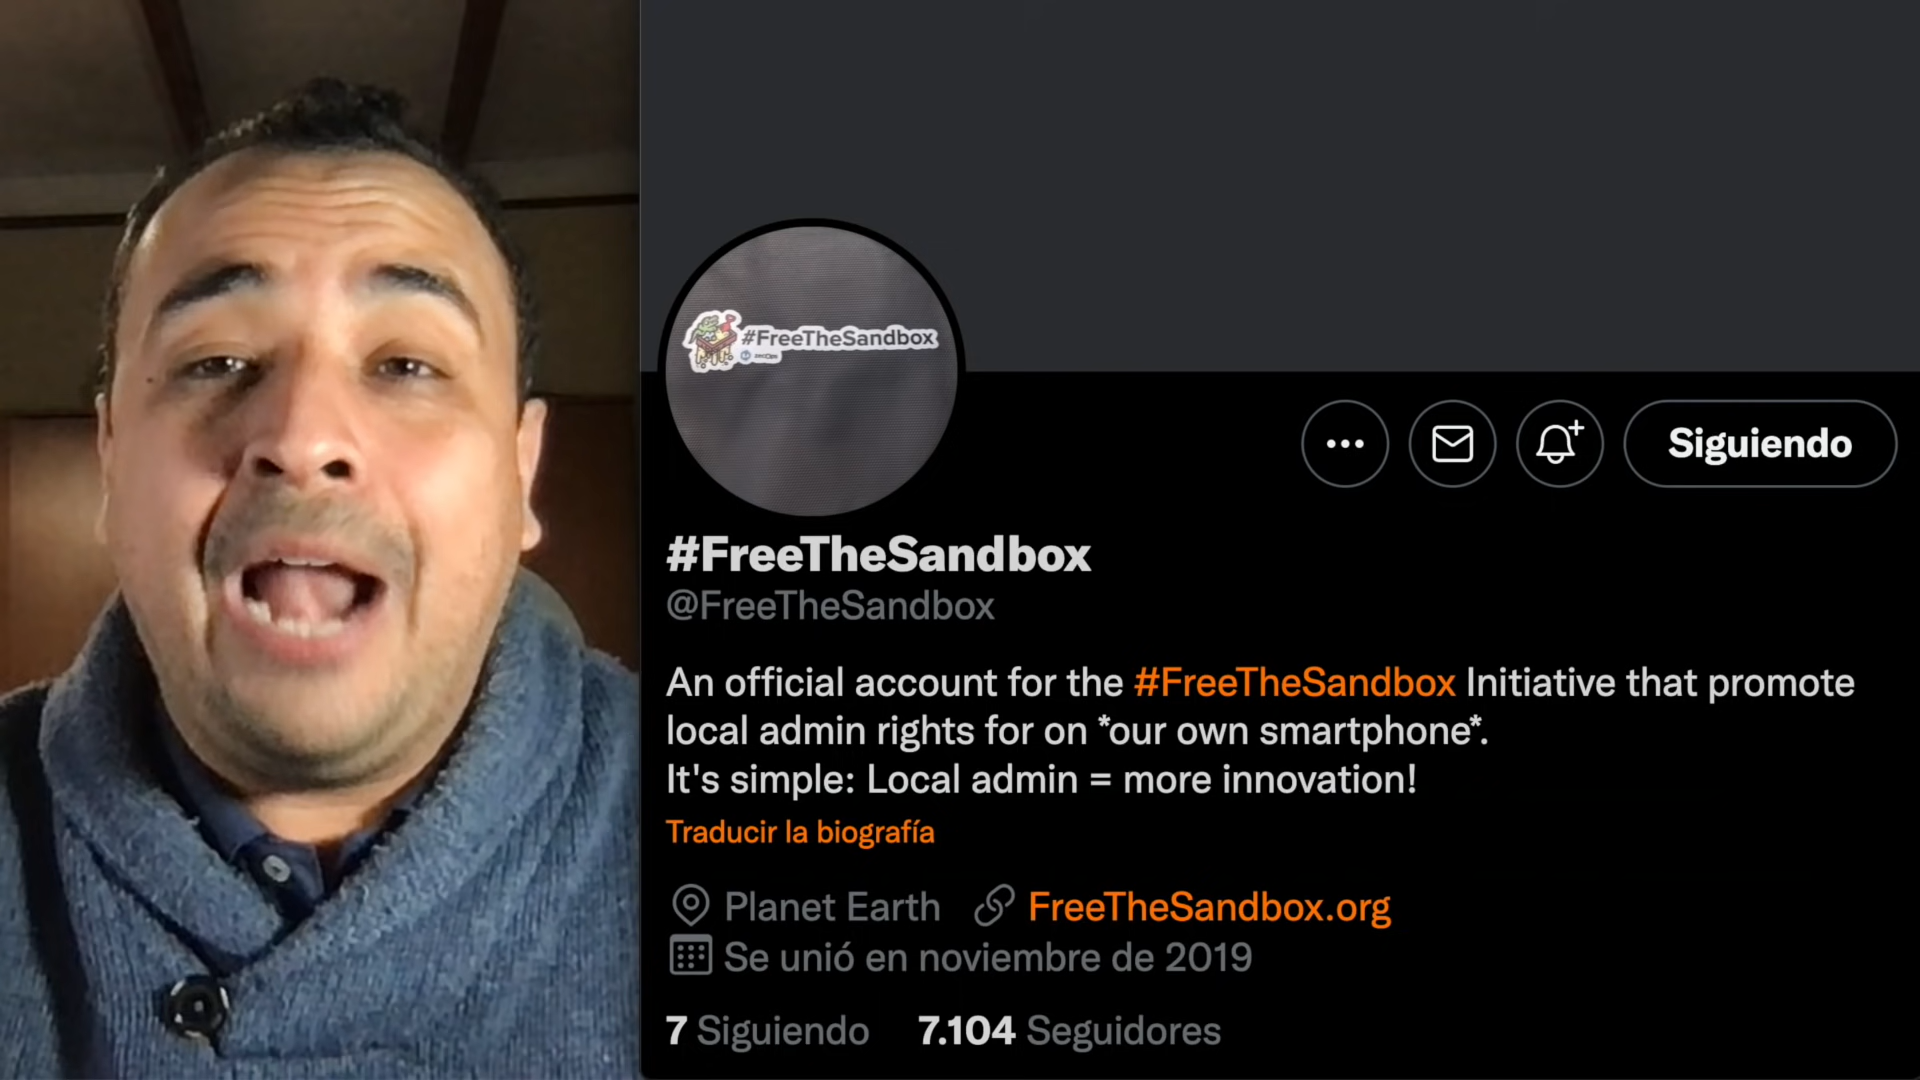 #FreeTheSandbox
zecOps
Siguiendo
#FreeTheSandbox
@FreeTheSandbox
An official account for the #FreeTheSandbox Initiative that promote
local admin rights for on *our own smartphone*.
It's simple: Local admin = more innovation!
Traducir la biografía
Planet Earth FreeTheSandbox.org
Se unió en noviembre de 2019
7 Siguiendo 7.104 Seguidores